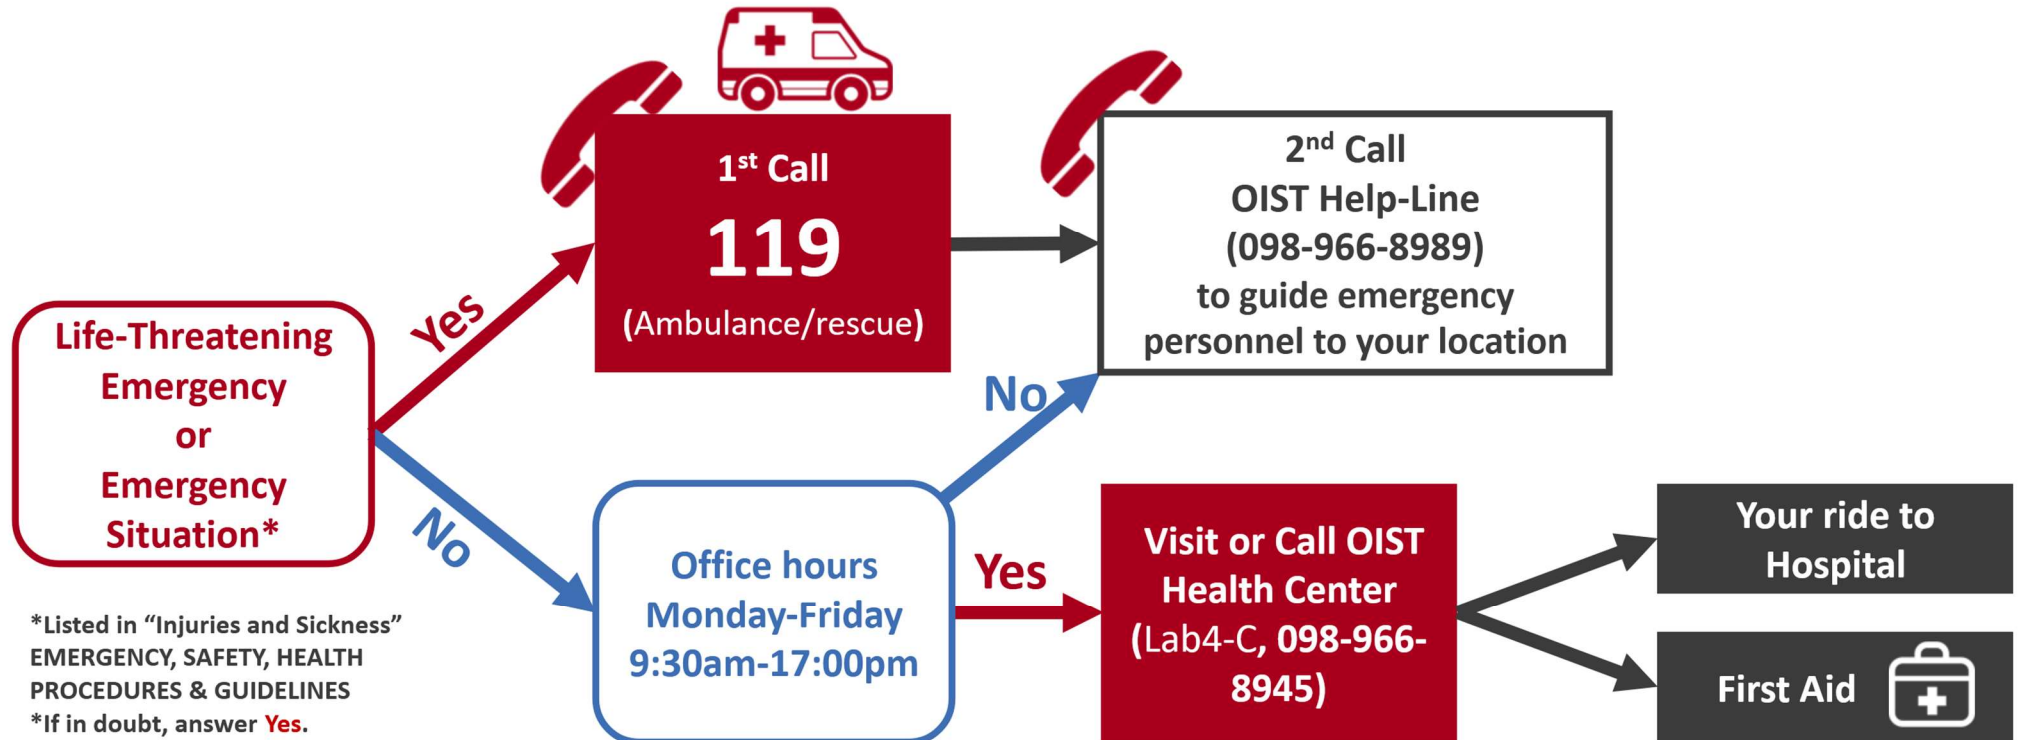 1st Call
119
(Ambulance/rescue)
2nd Call
OIST Help-Line
(098-966-8989)
to guide emergency
personnel to your location
Life-Threatening
Emergency
or
Emergency
Situation*
Yes
No
Office hours
Monday-Friday
9:30am-17:00pm
No
Yes
Visit or Call OIST
Health Center
(Lab4-C, 098-966-
8945)
Your ride to
Hospital
First Aid
*Listed in “Injuries and Sickness”
EMERGENCY, SAFETY, HEALTH
PROCEDURES & GUIDELINES
*If in doubt, answer Yes.